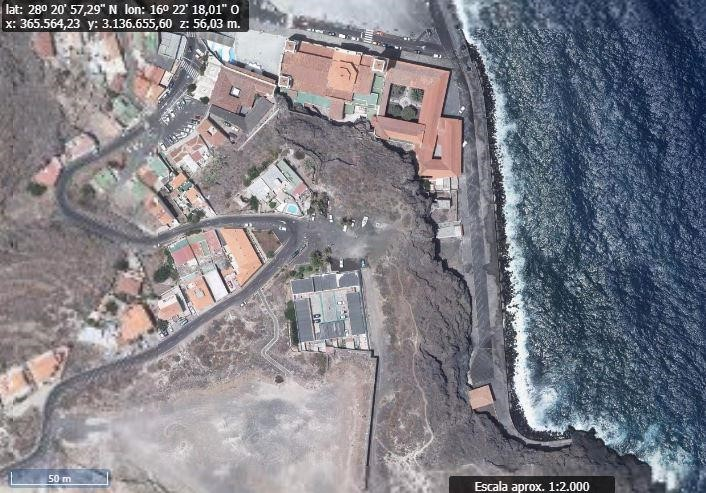 lat: 28º 20' 57,29" N lon: 16º 22' 18,01" O
x: 365.564,23 y: 3.136.655,60 z: 56,03 m.
50 m
Escala aprox. 1:2.000